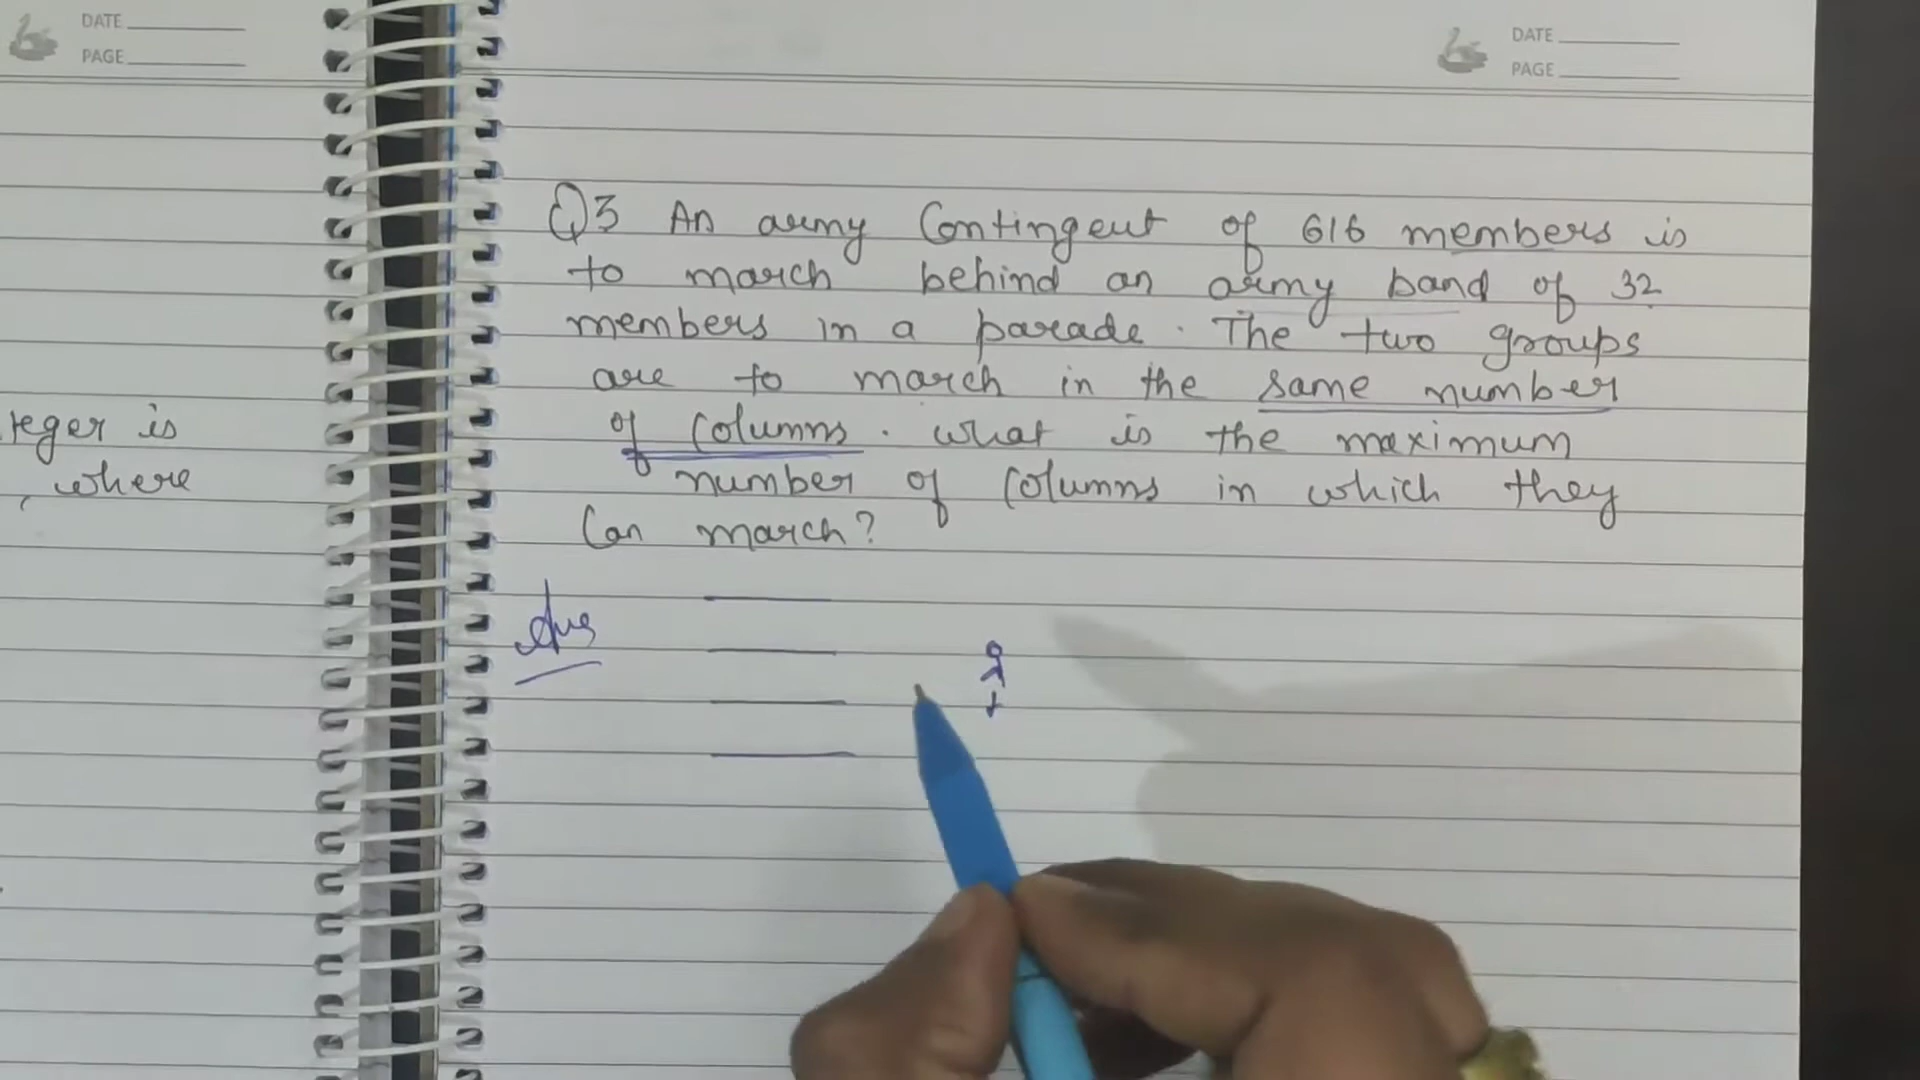 DATE
PAGE
DATE
PAGE
teger is
, where
Q3 An army Contingent of 616 members is
to march behind an army band of 32
members in a parade. The two groups
are to march in the same number
of Columns. what is the maximum
number of Columns in which they
Can march?
Ans